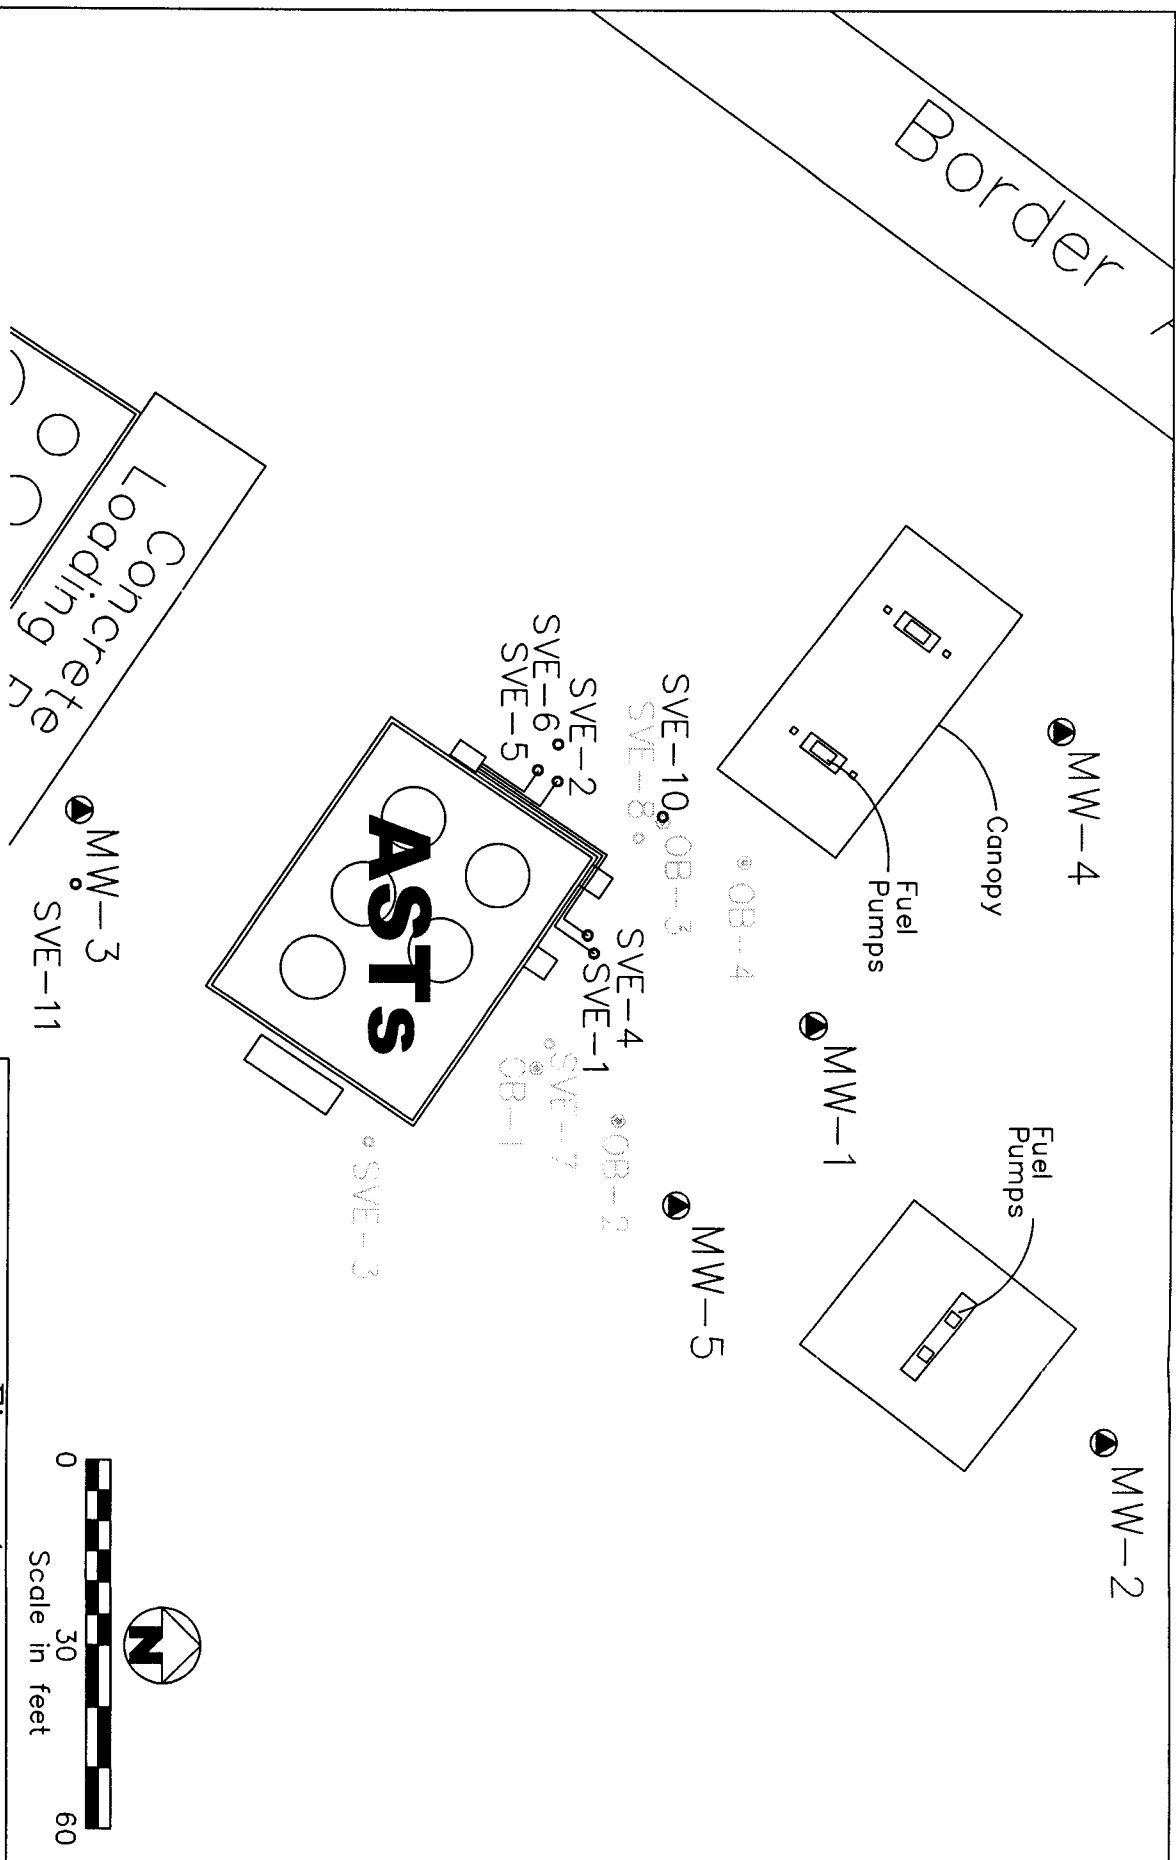 Border
MW-4
Canopy
Fuel
Pumps
MW-2
Fuel
Pumps
MW-1
MW-5
OB-4
SVE-10
OB-3
SVE-8
SVE-2
SVE-6
SVE-5
SVE-4
SVE-1
OB-2
SVE-7
OB-1
ASTs
SVE-3
Concrete
Loading
MW-3
SVE-11
N
0 30 60
Scale in feet